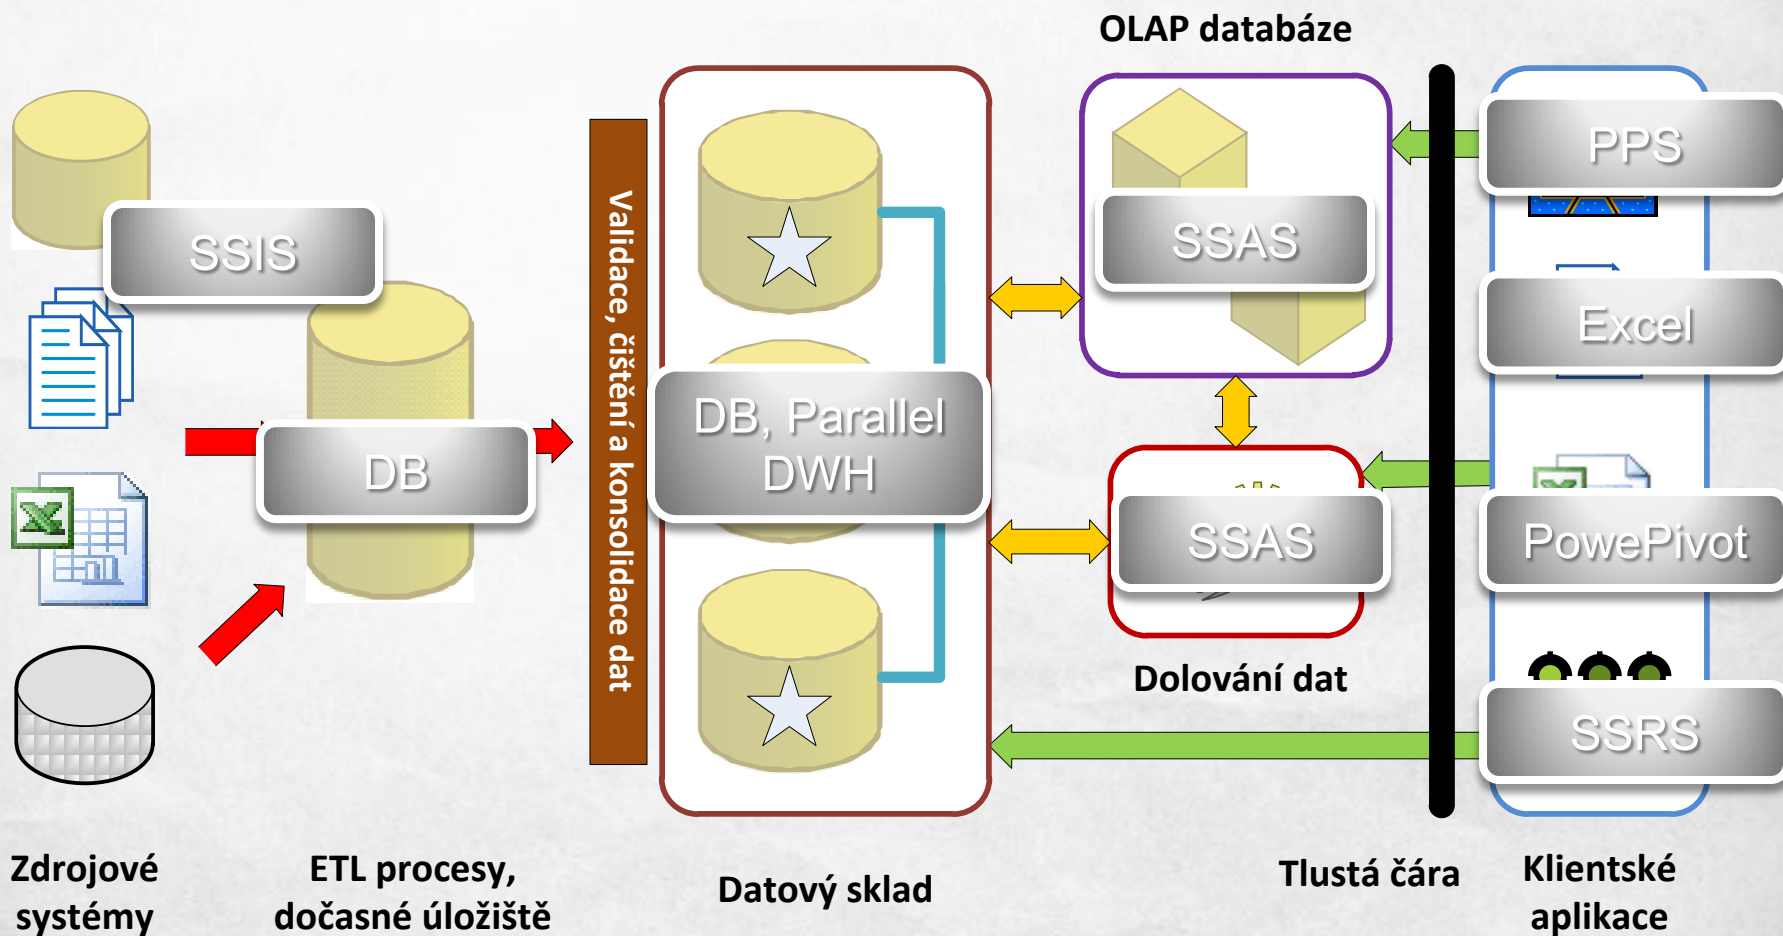 OLAP databáze
PPS
SSIS
SSAS
Excel
Validace, čištění a konsolidace dat
DB
DB, Parallel
DWH
SSAS
PowePivot
Dolování dat
SSRS
Zdrojové
systémy
ETL procesy,
dočasné úložiště
Datový sklad
Tlustá čára
Klientské
aplikace